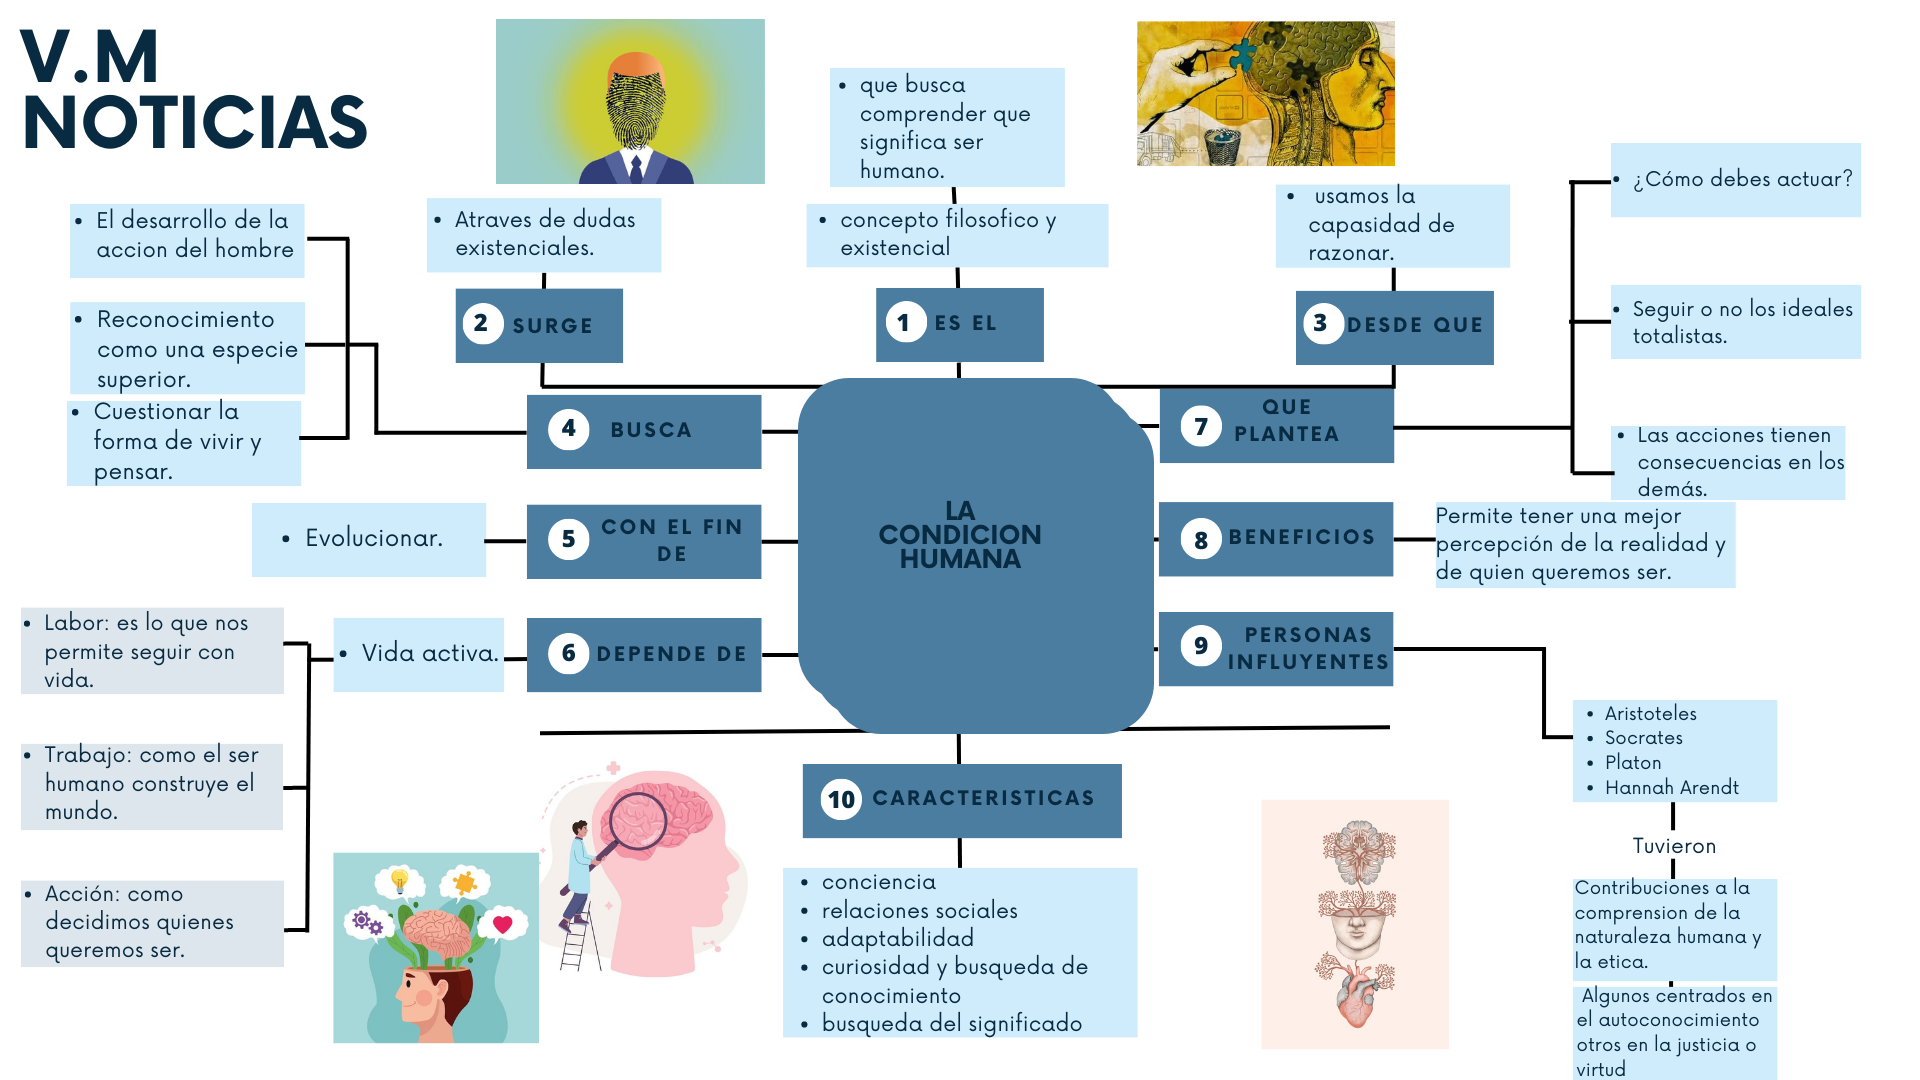 V.M
NOTICIAS
que busca
comprender que
significa ser
humano.
concepto filosofico y
existencial
1 ES EL
Atraves de dudas
existenciales.
2 SURGE
usamos la
capasidad de
razonar.
3 DESDE QUE
El desarrollo de la
accion del hombre
Reconocimiento
como una especie
superior.
Cuestionar la
forma de vivir y
pensar.
4 BUSCA
Evolucionar.
5 CON EL FIN
DE
Labor: es lo que nos
permite seguir con
vida.
Trabajo: como el ser
humano construye el
mundo.
Acción: como
decidimos quienes
queremos ser.
Vida activa.
6 DEPENDE DE
LA
CONDICION
HUMANA
7 QUE
PLANTEA
¿Cómo debes actuar?
Seguir o no los ideales
totalistas.
Las acciones tienen
consecuencias en los
demás.
8 BENEFICIOS
Permite tener una mejor
percepción de la realidad y
de quien queremos ser.
9 PERSONAS
INFLUYENTES
Aristoteles
Socrates
Platon
Hannah Arendt
Tuvieron
Contribuciones a la
comprension de la
naturaleza humana y
la etica.
Algunos centrados en
el autoconocimiento
otros en la justicia o
virtud
10 CARACTERISTICAS
conciencia
relaciones sociales
adaptabilidad
curiosidad y busqueda de
conocimiento
busqueda del significado